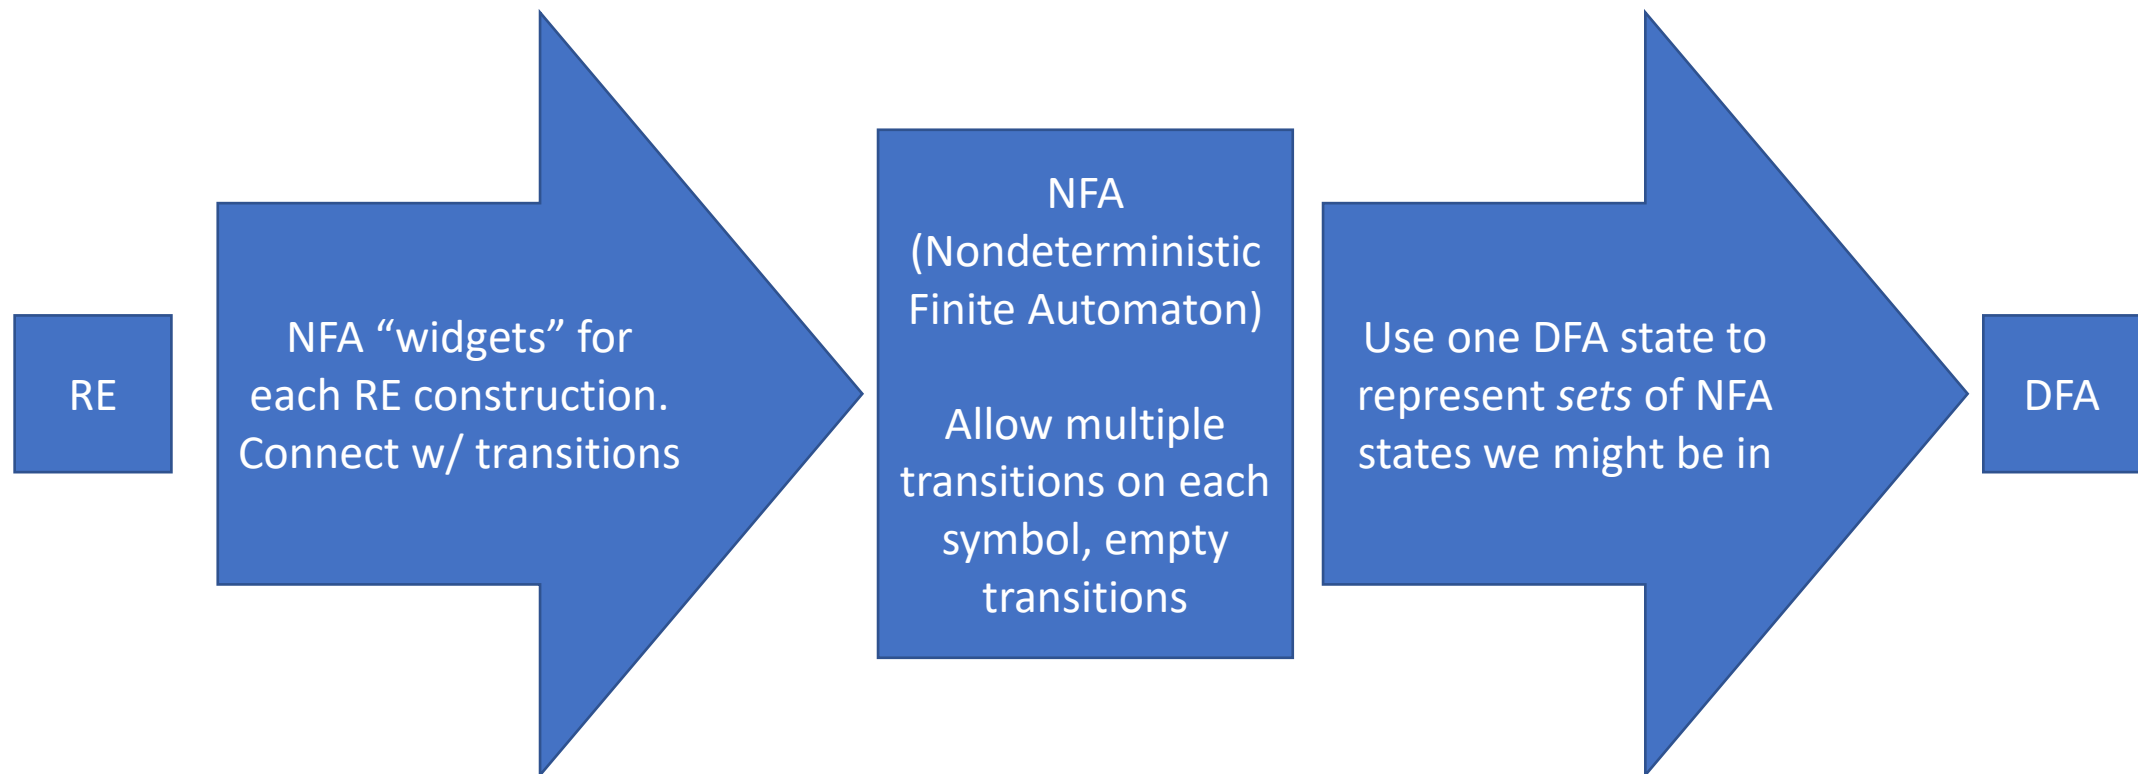 RE
NFA “widgets” for
each RE construction.
Connect w/ transitions
NFA
(Nondeterministic
Finite Automaton)
Allow multiple
transitions on each
symbol, empty
transitions
Use one DFA state to
represent sets of NFA
states we might be in
DFA